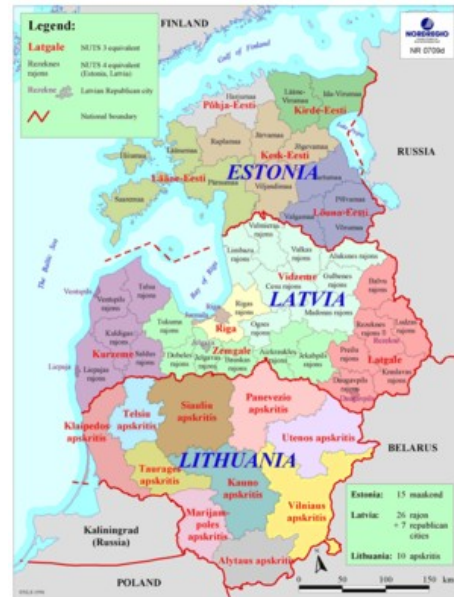 Legend:
Latgale NUTS 3 equivalent
Rezeknes rajons NUTS 4 equivalent (Estonia, Latvia)
Rezekne Latvian Republican city
National boundary
FINLAND
NORDREGIO
NR 0709d
Gulf of Finland
Harjumaa
Lääne-Virumaa
Ida-Virumaa
Põhja-Eesti
Kirde-Eesti
Hiiumaa
Läänemaa
Raplamaa
Järvamaa
Jõgevamaa
Kesk-Eesti
RUSSIA
Lääne-Eesti
ESTONIA
Saaremaa
Pärnumaa
Viljandimaa
Tartumaa
Põlvamaa
Lõuna-Eesti
Valgamaa
Võrumaa
The Baltic Sea
Bay of Riga
Valmieras rajons
Limbazu rajons
Valkas rajons
Aluksnes rajons
Vidzeme
Gulbenes rajons
Cesu rajons
Madonas rajons
LATVIA
Balvu rajons
Ventspils
Talsu rajons
Ventspils rajons
Tukuma rajons
Rigas rajons
Riga
Ogres rajons
Kuldigas rajons
Kurzeme
Saldus rajons
Dobeles rajons
Jelgavas rajons
Bauskas rajons
Zemgale
Aizkraukles rajons
Jekabpils rajons
Rezeknes rajons
Rezekne
Ludzas rajons
Preilu rajons
Latgale
Kraslavas rajons
Daugavpils rajons
Daugavpils
Liepaja
Liepajas rajons
Klaipedos apskritis
Telsiu apskritis
Siauliu apskritis
Panevezio apskritis
Utenos apskritis
LITHUANIA
Taurages apskritis
Kauno apskritis
Vilniaus apskritis
Marijam-poles apskritis
Alytaus apskritis
BELARUS
Kaliningrad (Russia)
POLAND
Estonia: 15 maakond
Latvia: 26 rajon
+ 7 republican cities
Lithuania: 10 apskritis
N
0 50 100 150 km